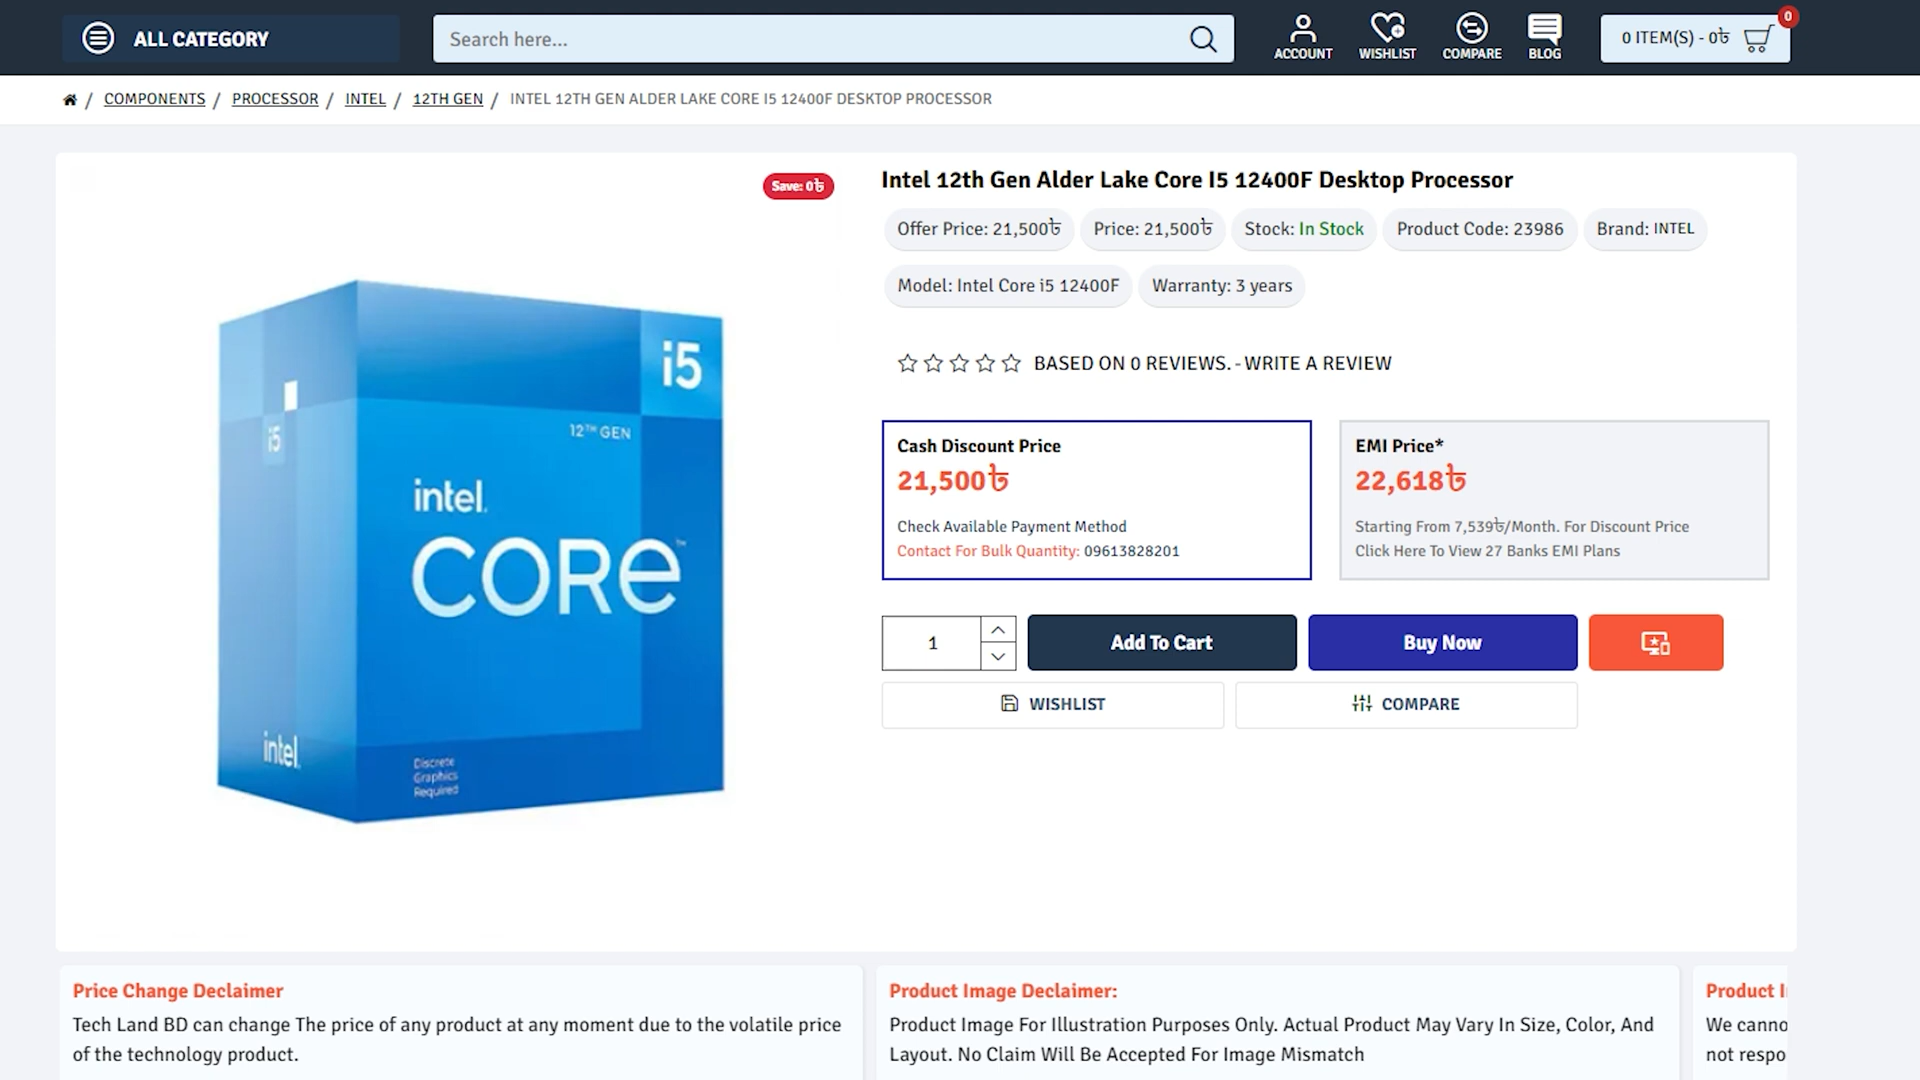 ALL CATEGORY
Search here...
ACCOUNT
WISHLIST
COMPARE
BLOG
0 ITEM(S) - 0৳
0
/ COMPONENTS / PROCESSOR / INTEL / 12TH GEN / INTEL 12TH GEN ALDER LAKE CORE I5 12400F DESKTOP PROCESSOR
Save: 0৳
i5
12TH GEN
i5
intel.
CORE™
intel.
Discrete
Graphics
Required
Intel 12th Gen Alder Lake Core I5 12400F Desktop Processor
Offer Price: 21,500৳ Price: 21,500৳ Stock: In Stock Product Code: 23986 Brand: INTEL
Model: Intel Core i5 12400F Warranty: 3 years
BASED ON 0 REVIEWS. - WRITE A REVIEW
Cash Discount Price
21,500৳
Check Available Payment Method
Contact For Bulk Quantity: 09613828201
EMI Price*
22,618৳
Starting From 7,539৳/Month. For Discount Price
Click Here To View 27 Banks EMI Plans
1
Add To Cart
Buy Now
WISHLIST
COMPARE
Price Change Declaimer
Tech Land BD can change The price of any product at any moment due to the volatile price
of the technology product.
Product Image Declaimer:
Product Image For Illustration Purposes Only. Actual Product May Vary In Size, Color, And
Layout. No Claim Will Be Accepted For Image Mismatch
Product
We canno
not respo